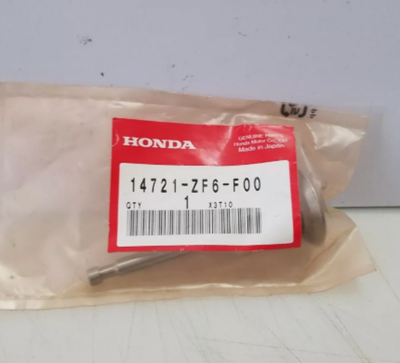 HONDA
GENUINE PARTS
Honda Motor Co., Ltd.
Made in Japan
14721-ZF6-F00
QTY 1 X3T10